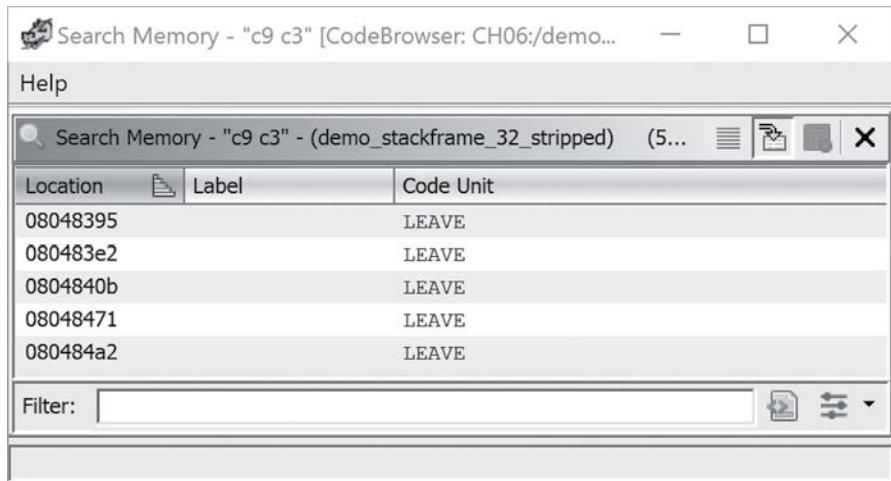 Search Memory - "c9 c3" [CodeBrowser: CH06:/demo...
Help
Search Memory - "c9 c3" - (demo_stackframe_32_stripped) (5...
Location Label Code Unit
08048395 LEAVE
080483e2 LEAVE
0804840b LEAVE
08048471 LEAVE
080484a2 LEAVE
Filter: